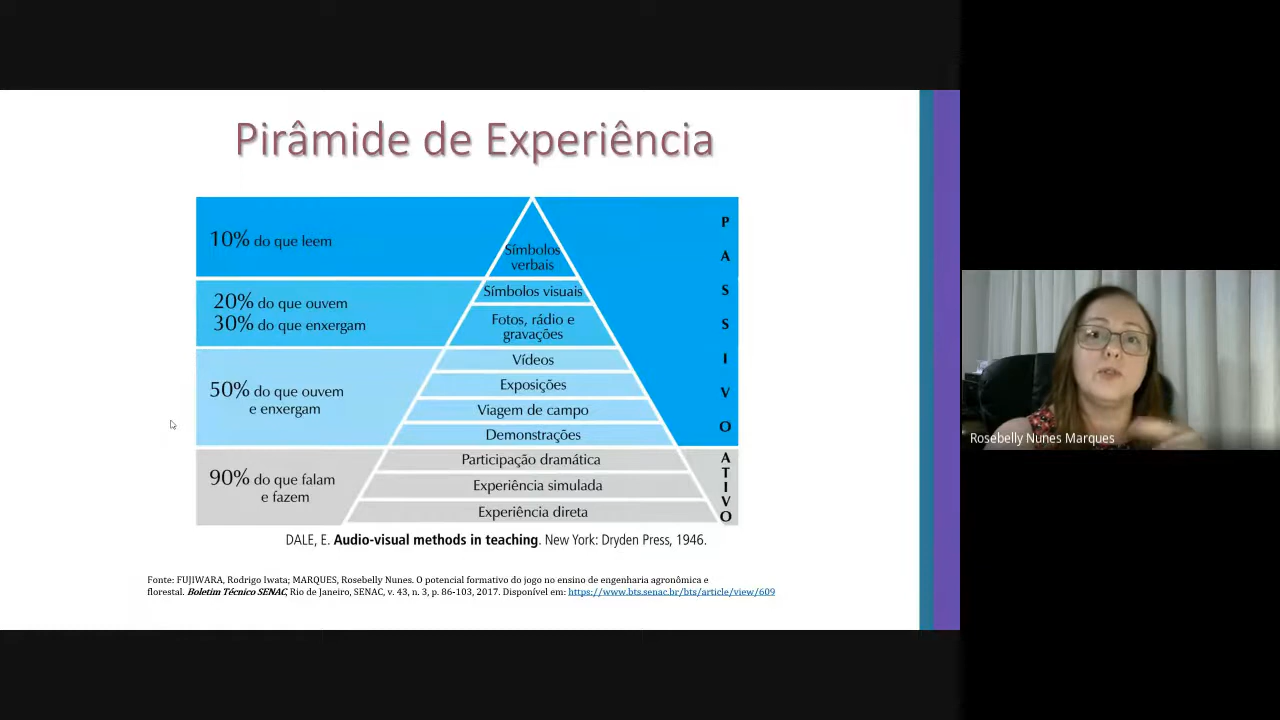 Pirâmide de Experiência
10% do que leem
20% do que ouvem
30% do que enxergam
50% do que ouvem
e enxergam
90% do que falam
e fazem
Símbolos
verbais
Símbolos visuais
Fotos, rádio e
gravações
Vídeos
Exposições
Viagem de campo
Demonstrações
Participação dramática
Experiência simulada
Experiência direta
P
A
S
S
I
V
O
A
T
I
V
O
DALE, E. Audio-visual methods in teaching. New York: Dryden Press, 1946.
Fonte: FUJIWARA, Rodrigo Iwata; MARQUES, Rosebelly Nunes. O potencial formativo do jogo no ensino de engenharia agronômica e
florestal. Boletim Técnico SENAC, Rio de Janeiro, SENAC, v. 43, n. 3, p. 86-103, 2017. Disponível em: https://www.bts.senac.br/bts/article/view/609
Rosebelly Nunes Marques